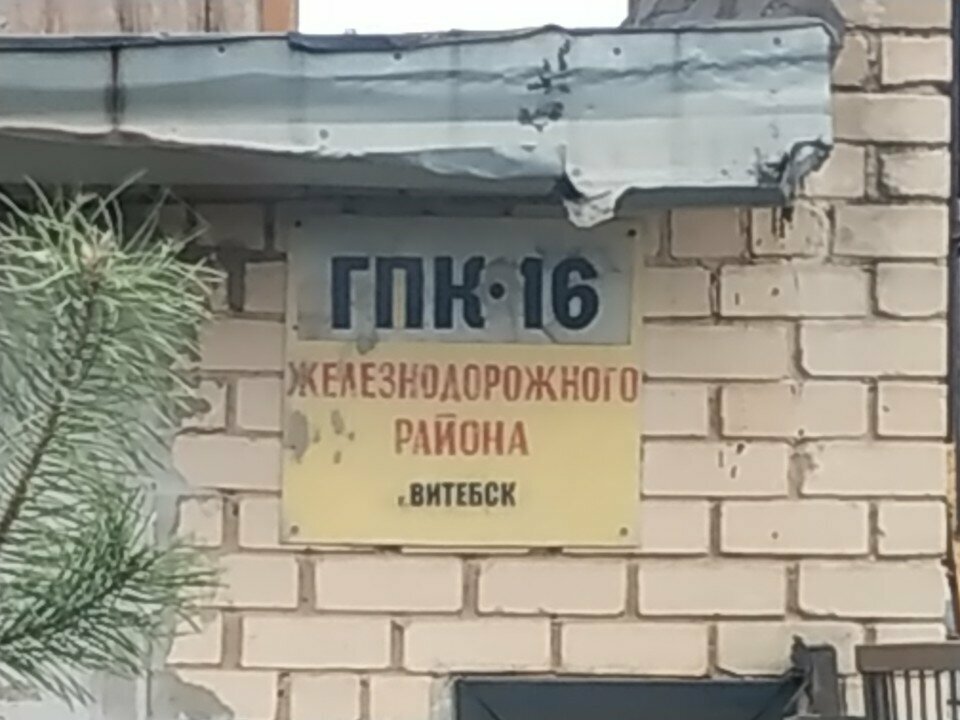 ГПК·16
ЖЕЛЕЗНОДОРОЖНОГО
РАЙОНА
г.ВИТЕБСК